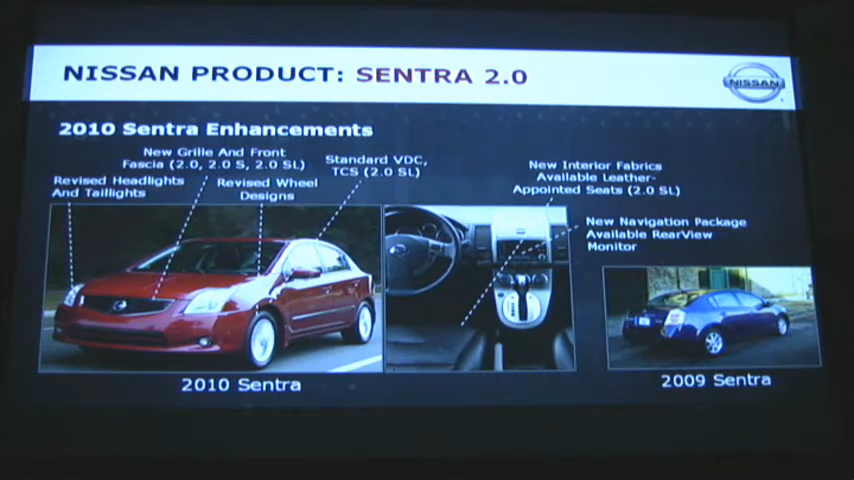 NISSAN PRODUCT: SENTRA 2.0
NISSAN
2010 Sentra Enhancements
New Grille And Front
Fascia (2.0, 2.0 S, 2.0 SL)
Standard VDC,
TCS (2.0 SL)
Revised Headlights
And Taillights
Revised Wheel
Designs
New Interior Fabrics
Available Leather-
Appointed Seats (2.0 SL)
New Navigation Package
Available RearView
Monitor
2010 Sentra
2009 Sentra